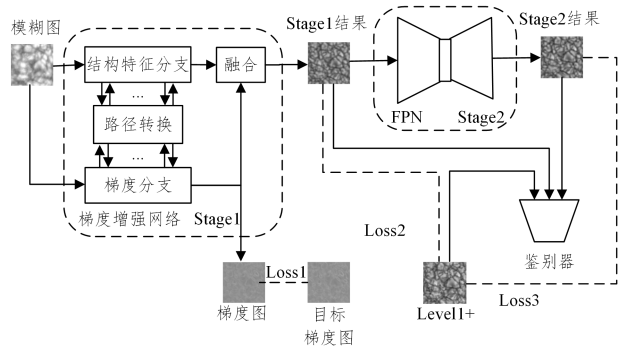 模糊图
Stage1结果
Stage2结果
结构特征分支
融合
...
路径转换
FPN
Stage2
...
梯度分支
梯度增强网络
Stage1
Loss2
鉴别器
Loss1
梯度图
目标
梯度图
Level1+
Loss3